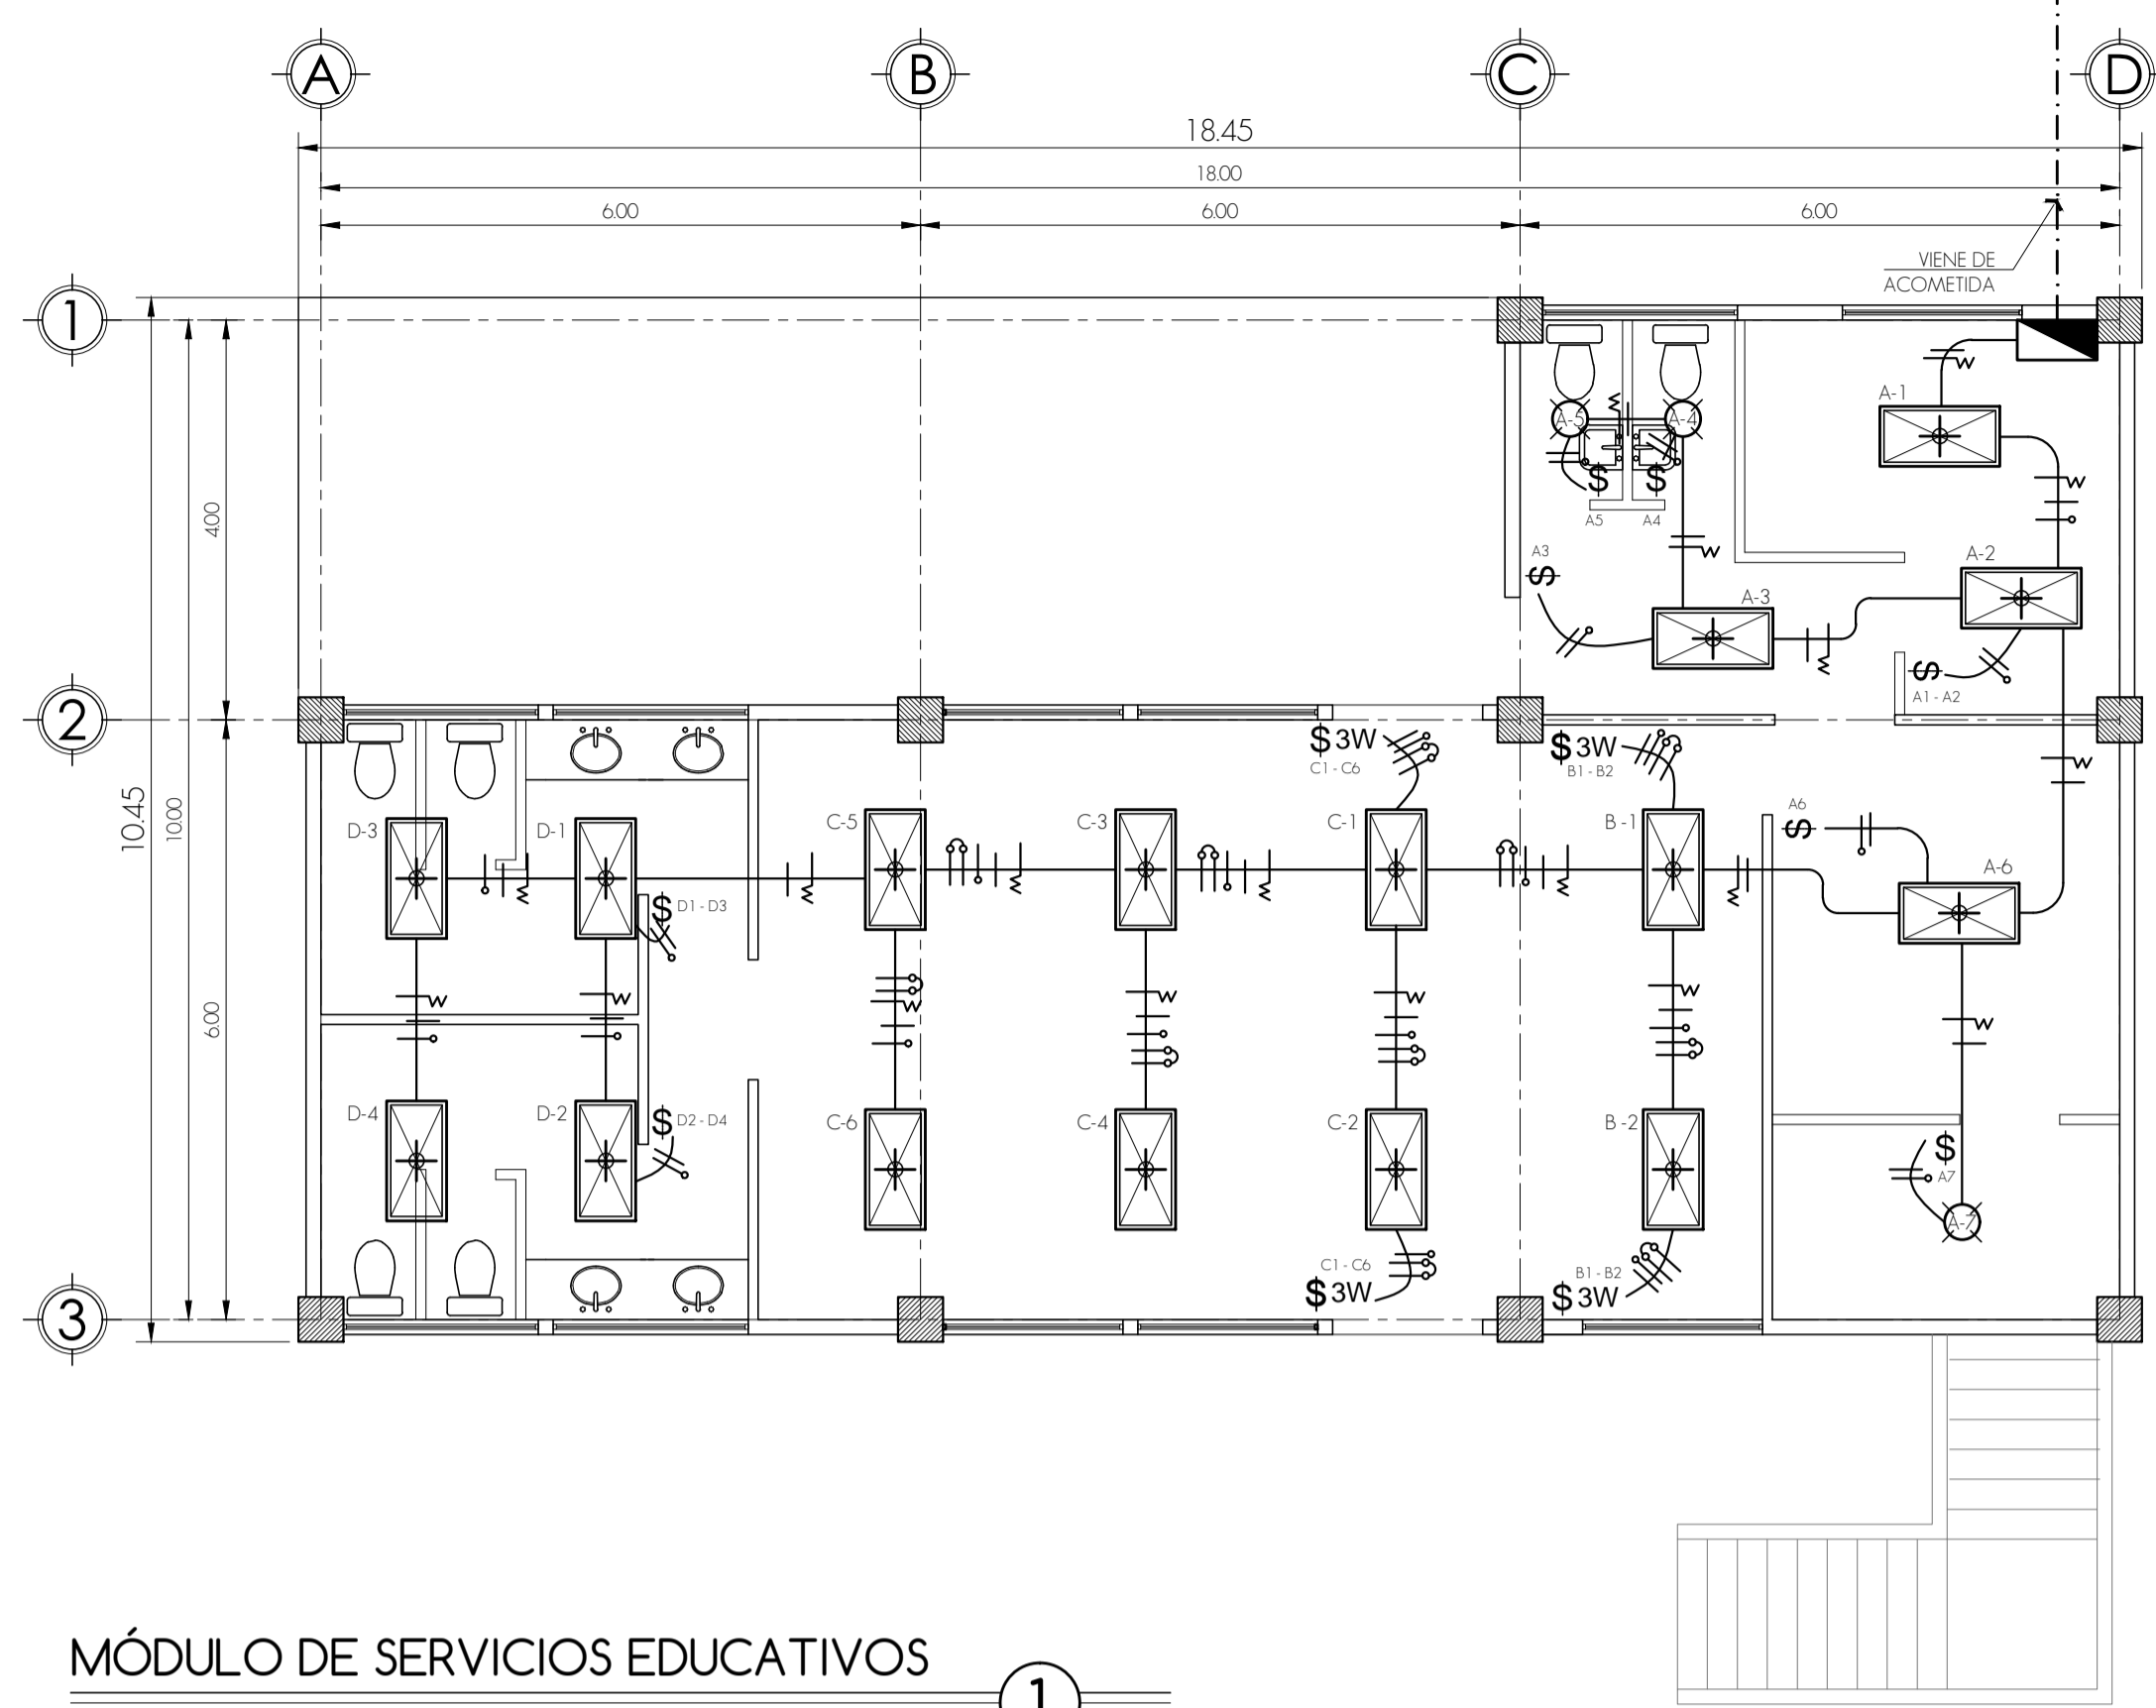 A
B
C
D
18.45
18.00
6.00
6.00
6.00
VIENE DE
ACOMETIDA
1
A-1
A-5
A-4
$
$
A5
A4
4.00
A3
$
A-2
A-3
$
A1 - A2
2
$ 3W
C1 - C6
$ 3W
B1 - B2
10.45
10.00
A6
$
D-3
D-1
C-5
C-3
C-1
B -1
A-6
$ D1 - D3
6.00
D-4
D-2
$ D2 - D4
C-6
C-4
C-2
B -2
$
A7
A-7
C1 - C6
$ 3W
B1 - B2
$ 3W
3
MÓDULO DE SERVICIOS EDUCATIVOS
1